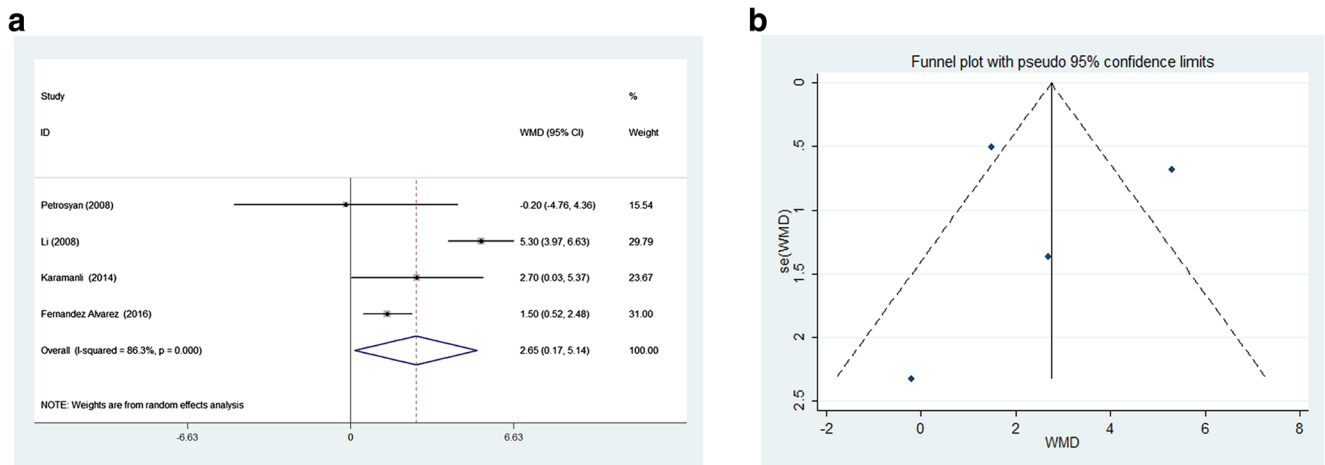 a
Study %
ID WMD (95% CI) Weight
Petrosyan (2008) -0.20 (-4.76, 4.36) 15.54
Li (2008) 5.30 (3.97, 6.63) 29.79
Karamanli (2014) 2.70 (0.03, 5.37) 23.67
Fernandez Alvarez (2016) 1.50 (0.52, 2.48) 31.00
Overall (I-squared = 86.3%, p = 0.000) 2.65 (0.17, 5.14) 100.00
NOTE: Weights are from random effects analysis
-6.63 0 6.63
b
Funnel plot with pseudo 95% confidence limits
0
.5
1
1.5
2
2.5
se(WMD)
-2 0 2 4 6 8
WMD